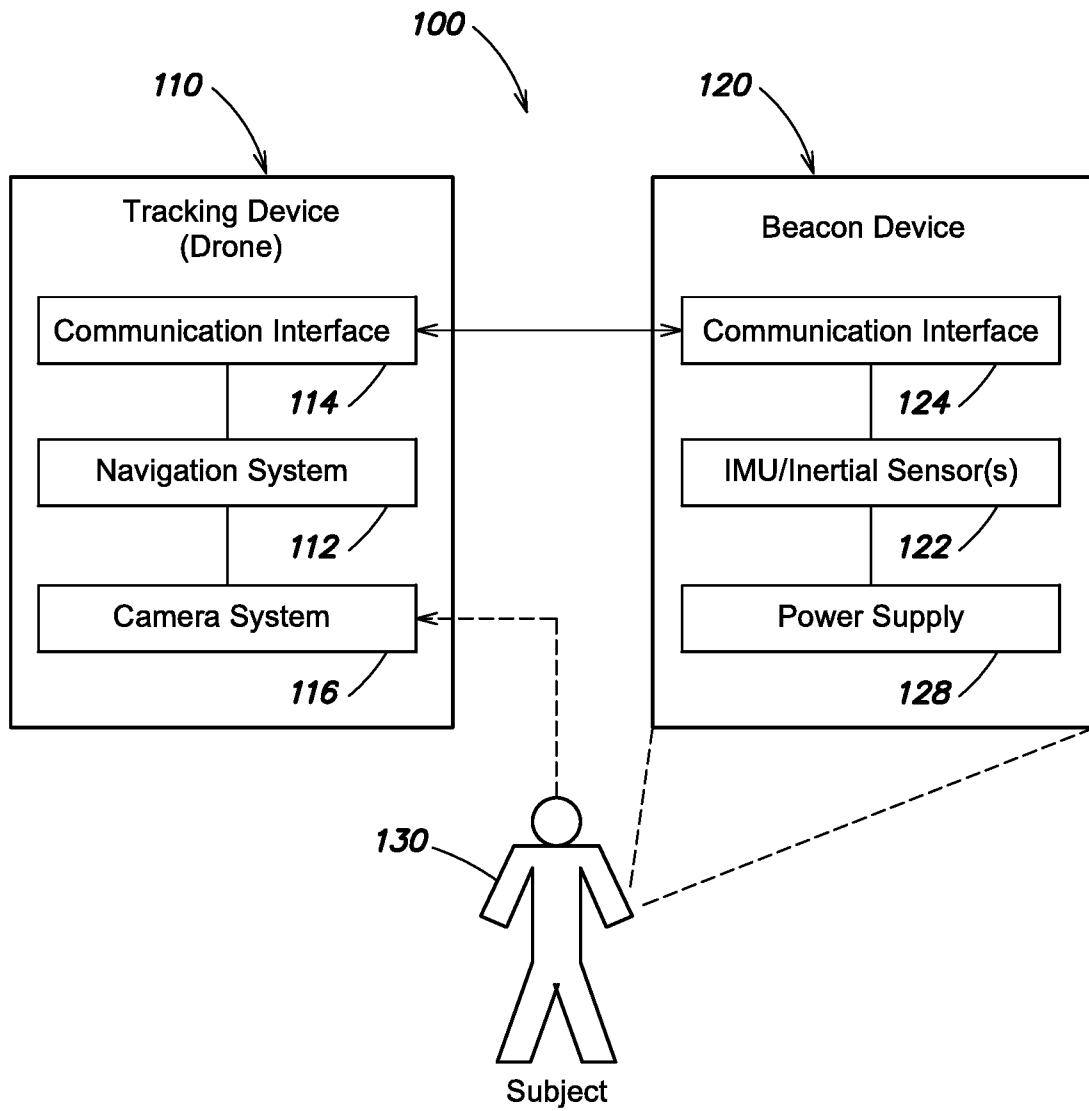 100
110
120
Tracking Device
(Drone)
Beacon Device
Communication Interface
Communication Interface
114
124
Navigation System
IMU/Inertial Sensor(s)
112
122
Camera System
Power Supply
116
128
130
Subject